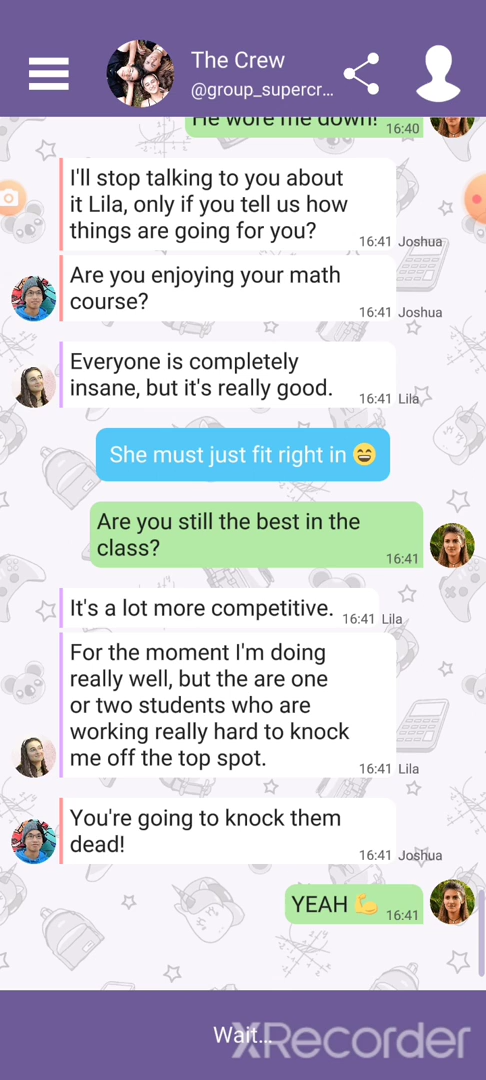 The Crew
@group_supercr...
He wore me down!
16:40
I'll stop talking to you about
it Lila, only if you tell us how
things are going for you?
16:41 Joshua
Are you enjoying your math
course?
16:41 Joshua
Everyone is completely
insane, but it's really good.
16:41 Lila
She must just fit right in 😄
Are you still the best in the
class?
16:41
It's a lot more competitive.
16:41 Lila
For the moment I'm doing
really well, but the are one
or two students who are
working really hard to knock
me off the top spot.
16:41 Lila
You're going to knock them
dead!
16:41 Joshua
YEAH 💪
16:41
Wait...
XRecorder